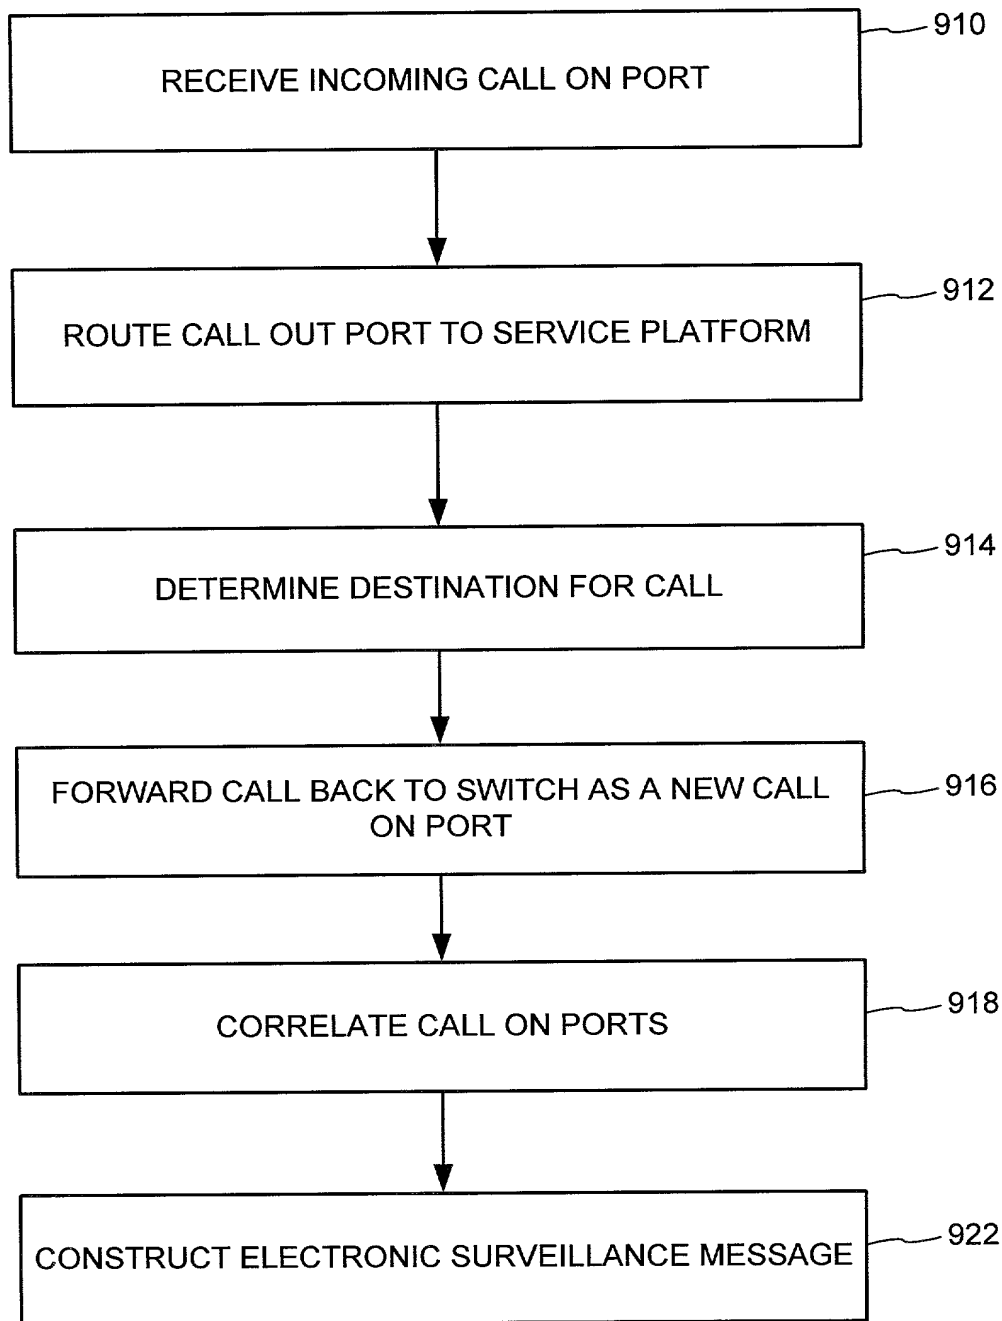 RECEIVE INCOMING CALL ON PORT
910
ROUTE CALL OUT PORT TO SERVICE PLATFORM
912
DETERMINE DESTINATION FOR CALL
914
FORWARD CALL BACK TO SWITCH AS A NEW CALL
ON PORT
916
CORRELATE CALL ON PORTS
918
CONSTRUCT ELECTRONIC SURVEILLANCE MESSAGE
922